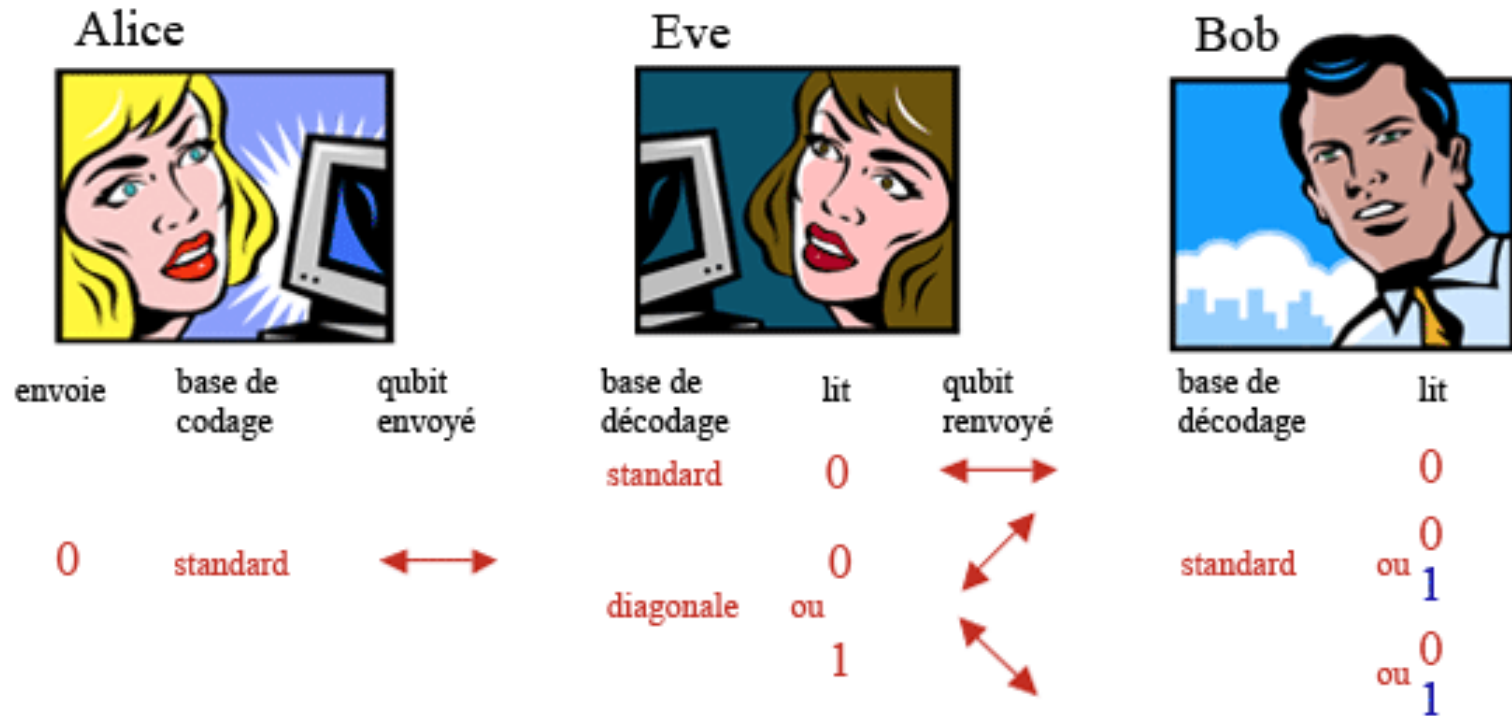 Alice
Eve
Bob
envoie
base de
codage
qubit
envoyé
base de
décodage
lit
qubit
renvoyé
base de
décodage
lit
standard
0
0
0
standard
0
diagonale
ou
1
standard
0
ou
1
0
ou
1